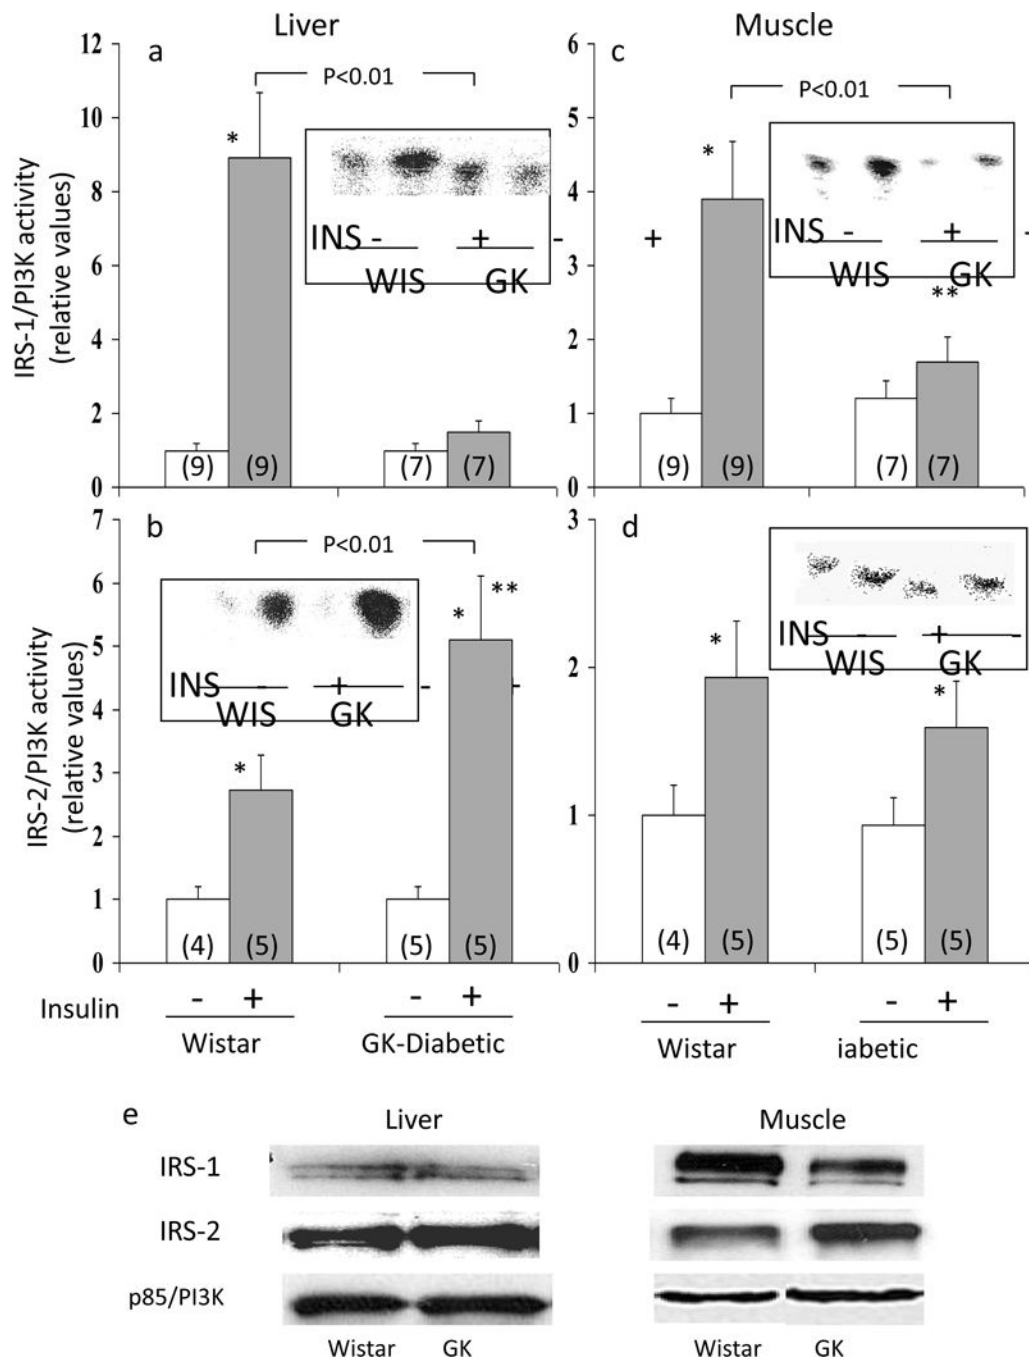 Liver
Muscle
IRS-1/PI3K activity
(relative values)
12
10
8
6
4
2
0
a
P<0.01
*
INS - + -
WIS GK
(9) (9) (7) (7)
6
5
4
3
2
1
0
c
P<0.01
*
+ INS - + -
WIS GK
**
(9) (9) (7) (7)
IRS-2/PI3K activity
(relative values)
7
6
5
4
3
2
1
0
b
P<0.01
* **
INS - + - +
WIS GK
*
(4) (5) (5) (5)
3
2
1
0
d
*
INS - + -
WIS GK
*
(4) (5) (5) (5)
Insulin - + - + - + - +
Wistar GK-Diabetic Wistar iabetic
e
Liver Muscle
IRS-1
IRS-2
p85/PI3K
Wistar GK Wistar GK